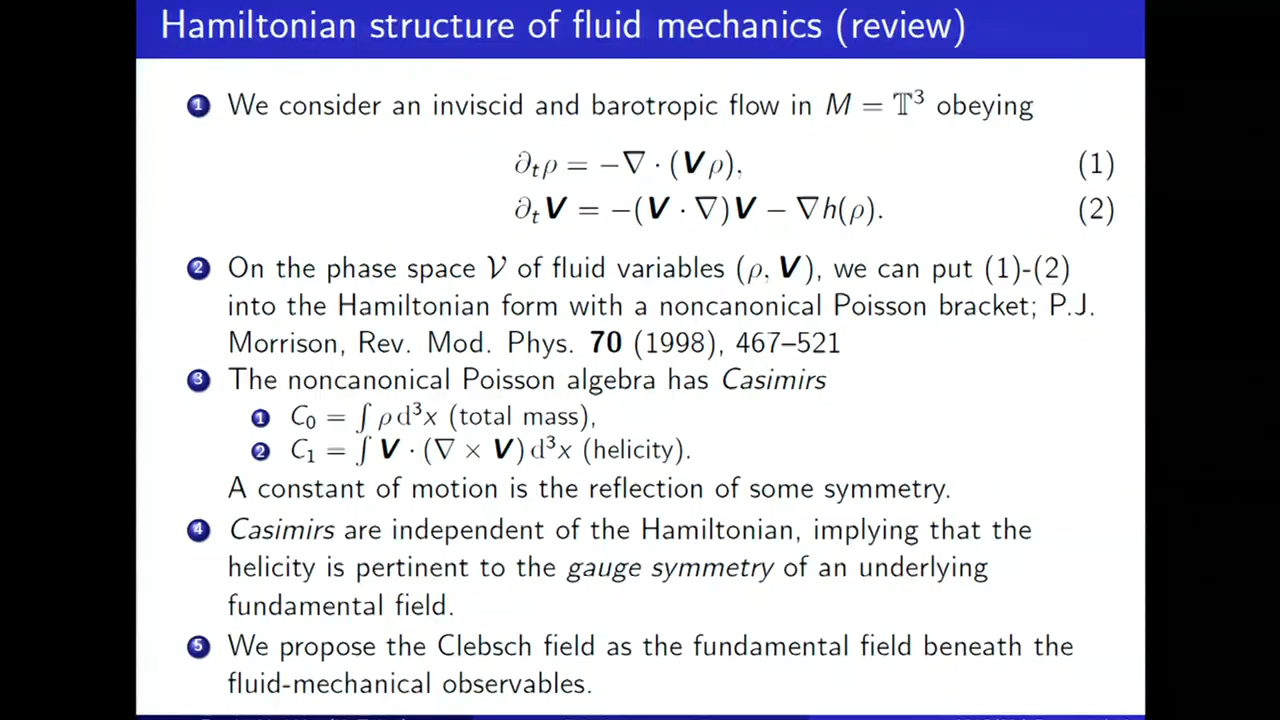 Hamiltonian structure of fluid mechanics (review)
1 We consider an inviscid and barotropic flow in M = 𝕋³ obeying
∂ₜρ = −∇ · (Vρ), (1)
∂ₜV = −(V · ∇)V − ∇h(ρ). (2)
2 On the phase space 𝒱 of fluid variables (ρ, V), we can put (1)-(2)
into the Hamiltonian form with a noncanonical Poisson bracket; P.J.
Morrison, Rev. Mod. Phys. 70 (1998), 467–521
3 The noncanonical Poisson algebra has Casimirs
1 C₀ = ∫ ρ d³x (total mass),
2 C₁ = ∫ V · (∇ × V) d³x (helicity).
A constant of motion is the reflection of some symmetry.
4 Casimirs are independent of the Hamiltonian, implying that the
helicity is pertinent to the gauge symmetry of an underlying
fundamental field.
5 We propose the Clebsch field as the fundamental field beneath the
fluid-mechanical observables.